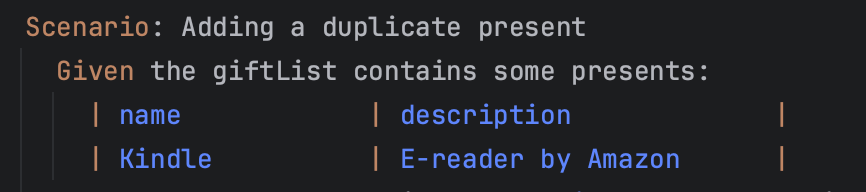 Scenario: Adding a duplicate present
Given the giftList contains some presents:
| name | description |
| Kindle | E-reader by Amazon |